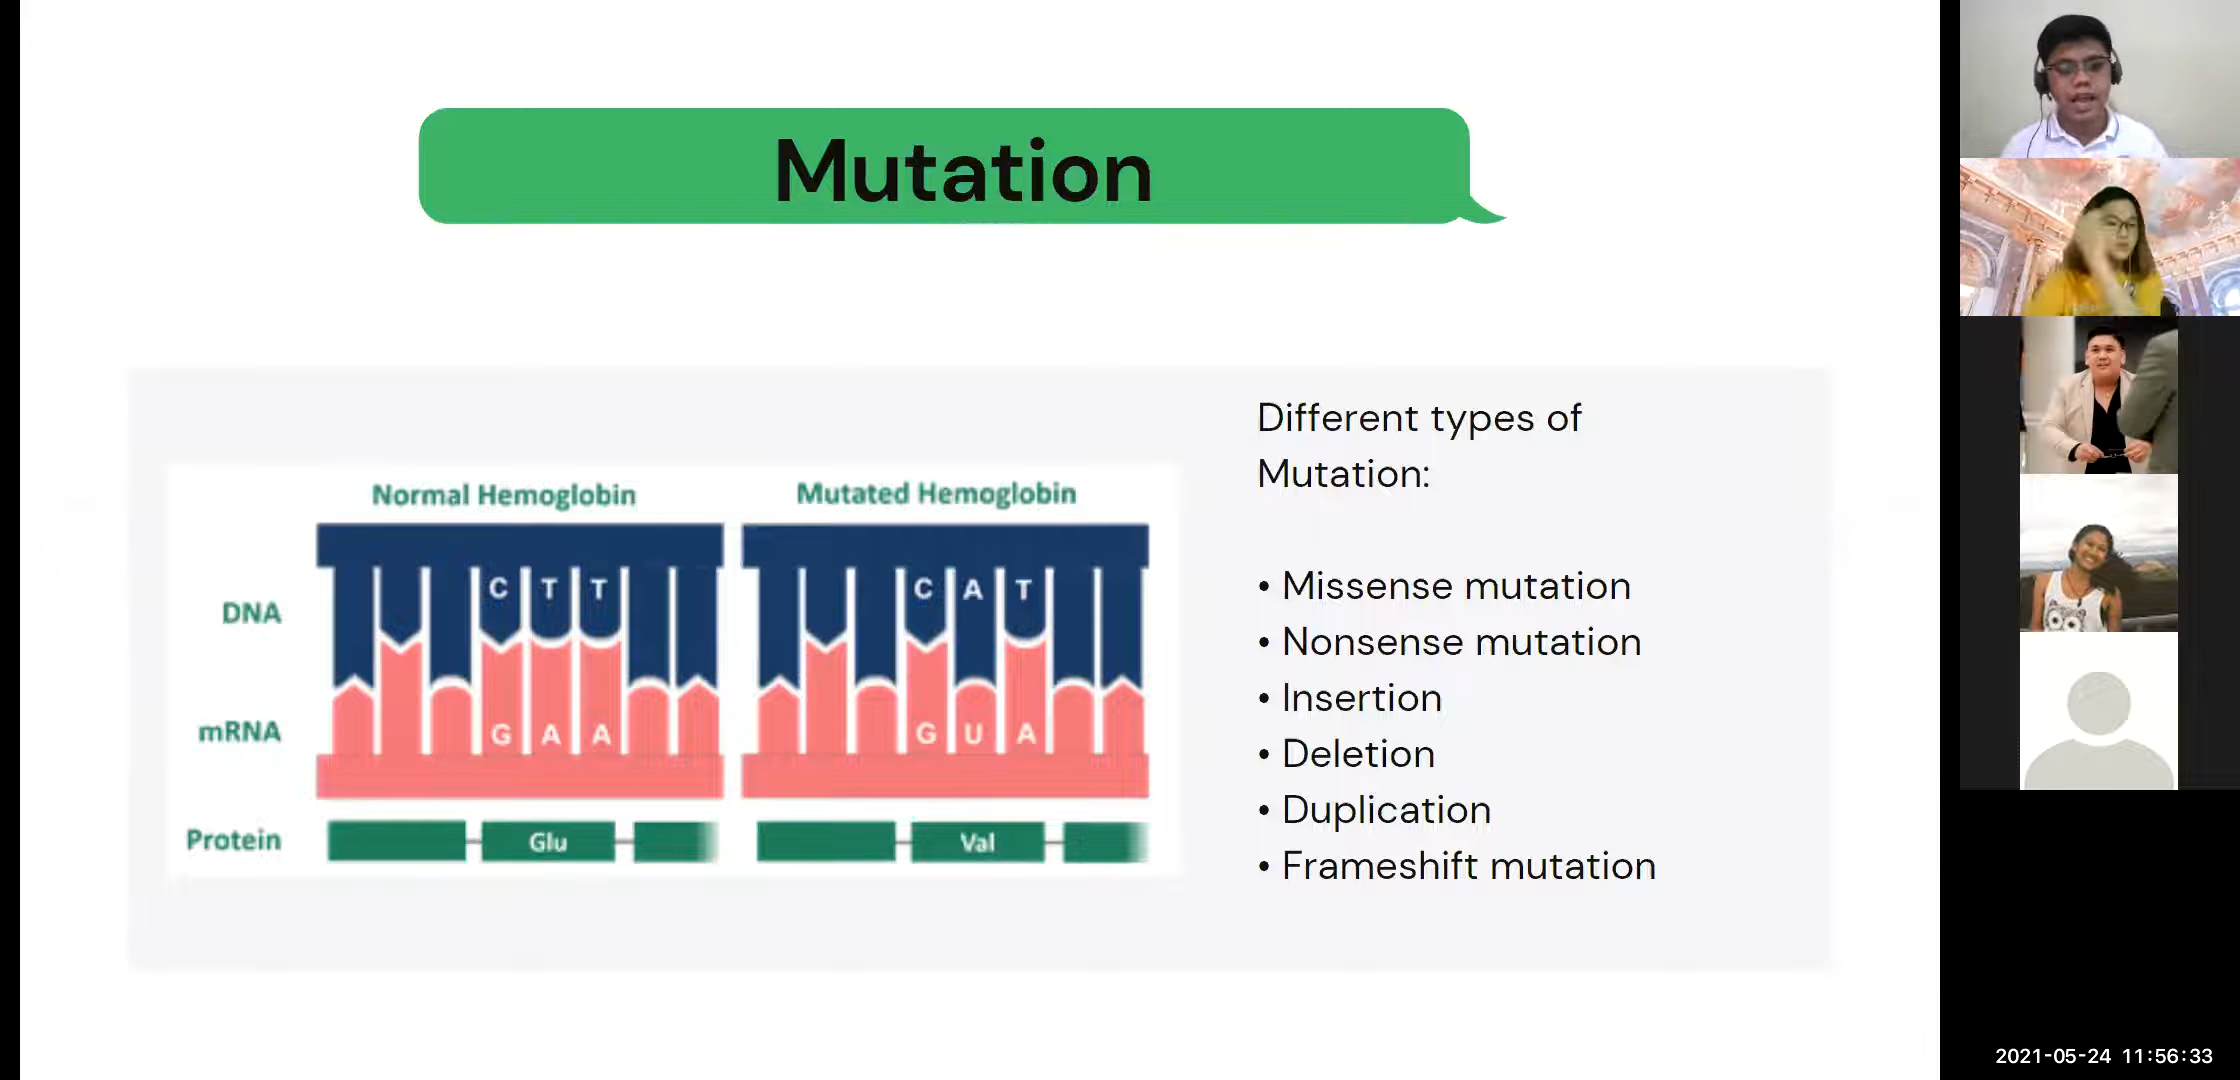 Mutation
Different types of
Mutation:
• Missense mutation
• Nonsense mutation
• Insertion
• Deletion
• Duplication
• Frameshift mutation
Normal Hemoglobin
Mutated Hemoglobin
DNA
C T T
C A T
mRNA
G A A
G U A
Protein
Glu
Val
2021-05-24 11:56:33